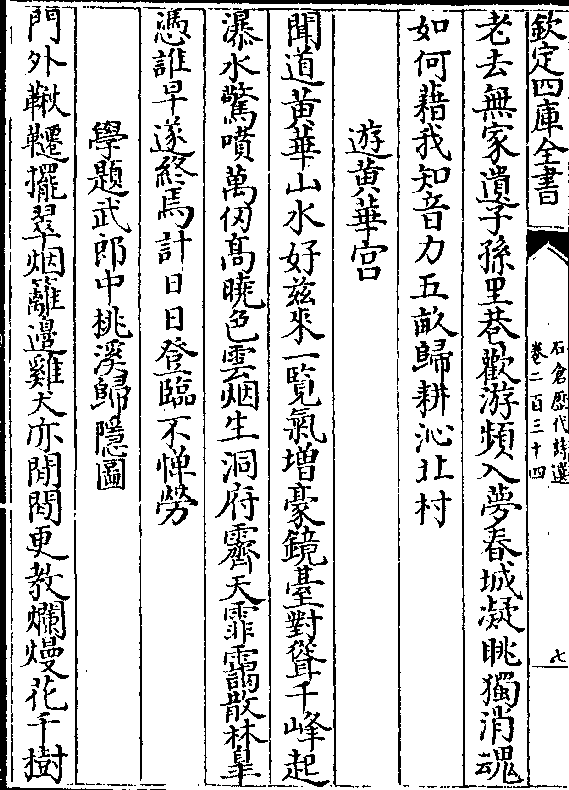 欽定四庫全書
石倉歷代詩選
卷二百三十四
七
老去無家遺子孫里巷歡游頻入夢春城凝眺獨消魂
如何藉我知音力五畝歸耕沁北村
遊黄華宫
聞道黄華山水好兹來一覧氣增豪鏡臺對聳千峰起
瀑水驚噴萬仭髙曉色雲烟生洞府霽天霏靄散林臯
憑誰早遂終焉計日日登臨不憚勞
學題武郎中桃溪歸隱圖
門外鞦韆擺翠烟籬邊雞犬亦閒閒更教爛熳花千樹